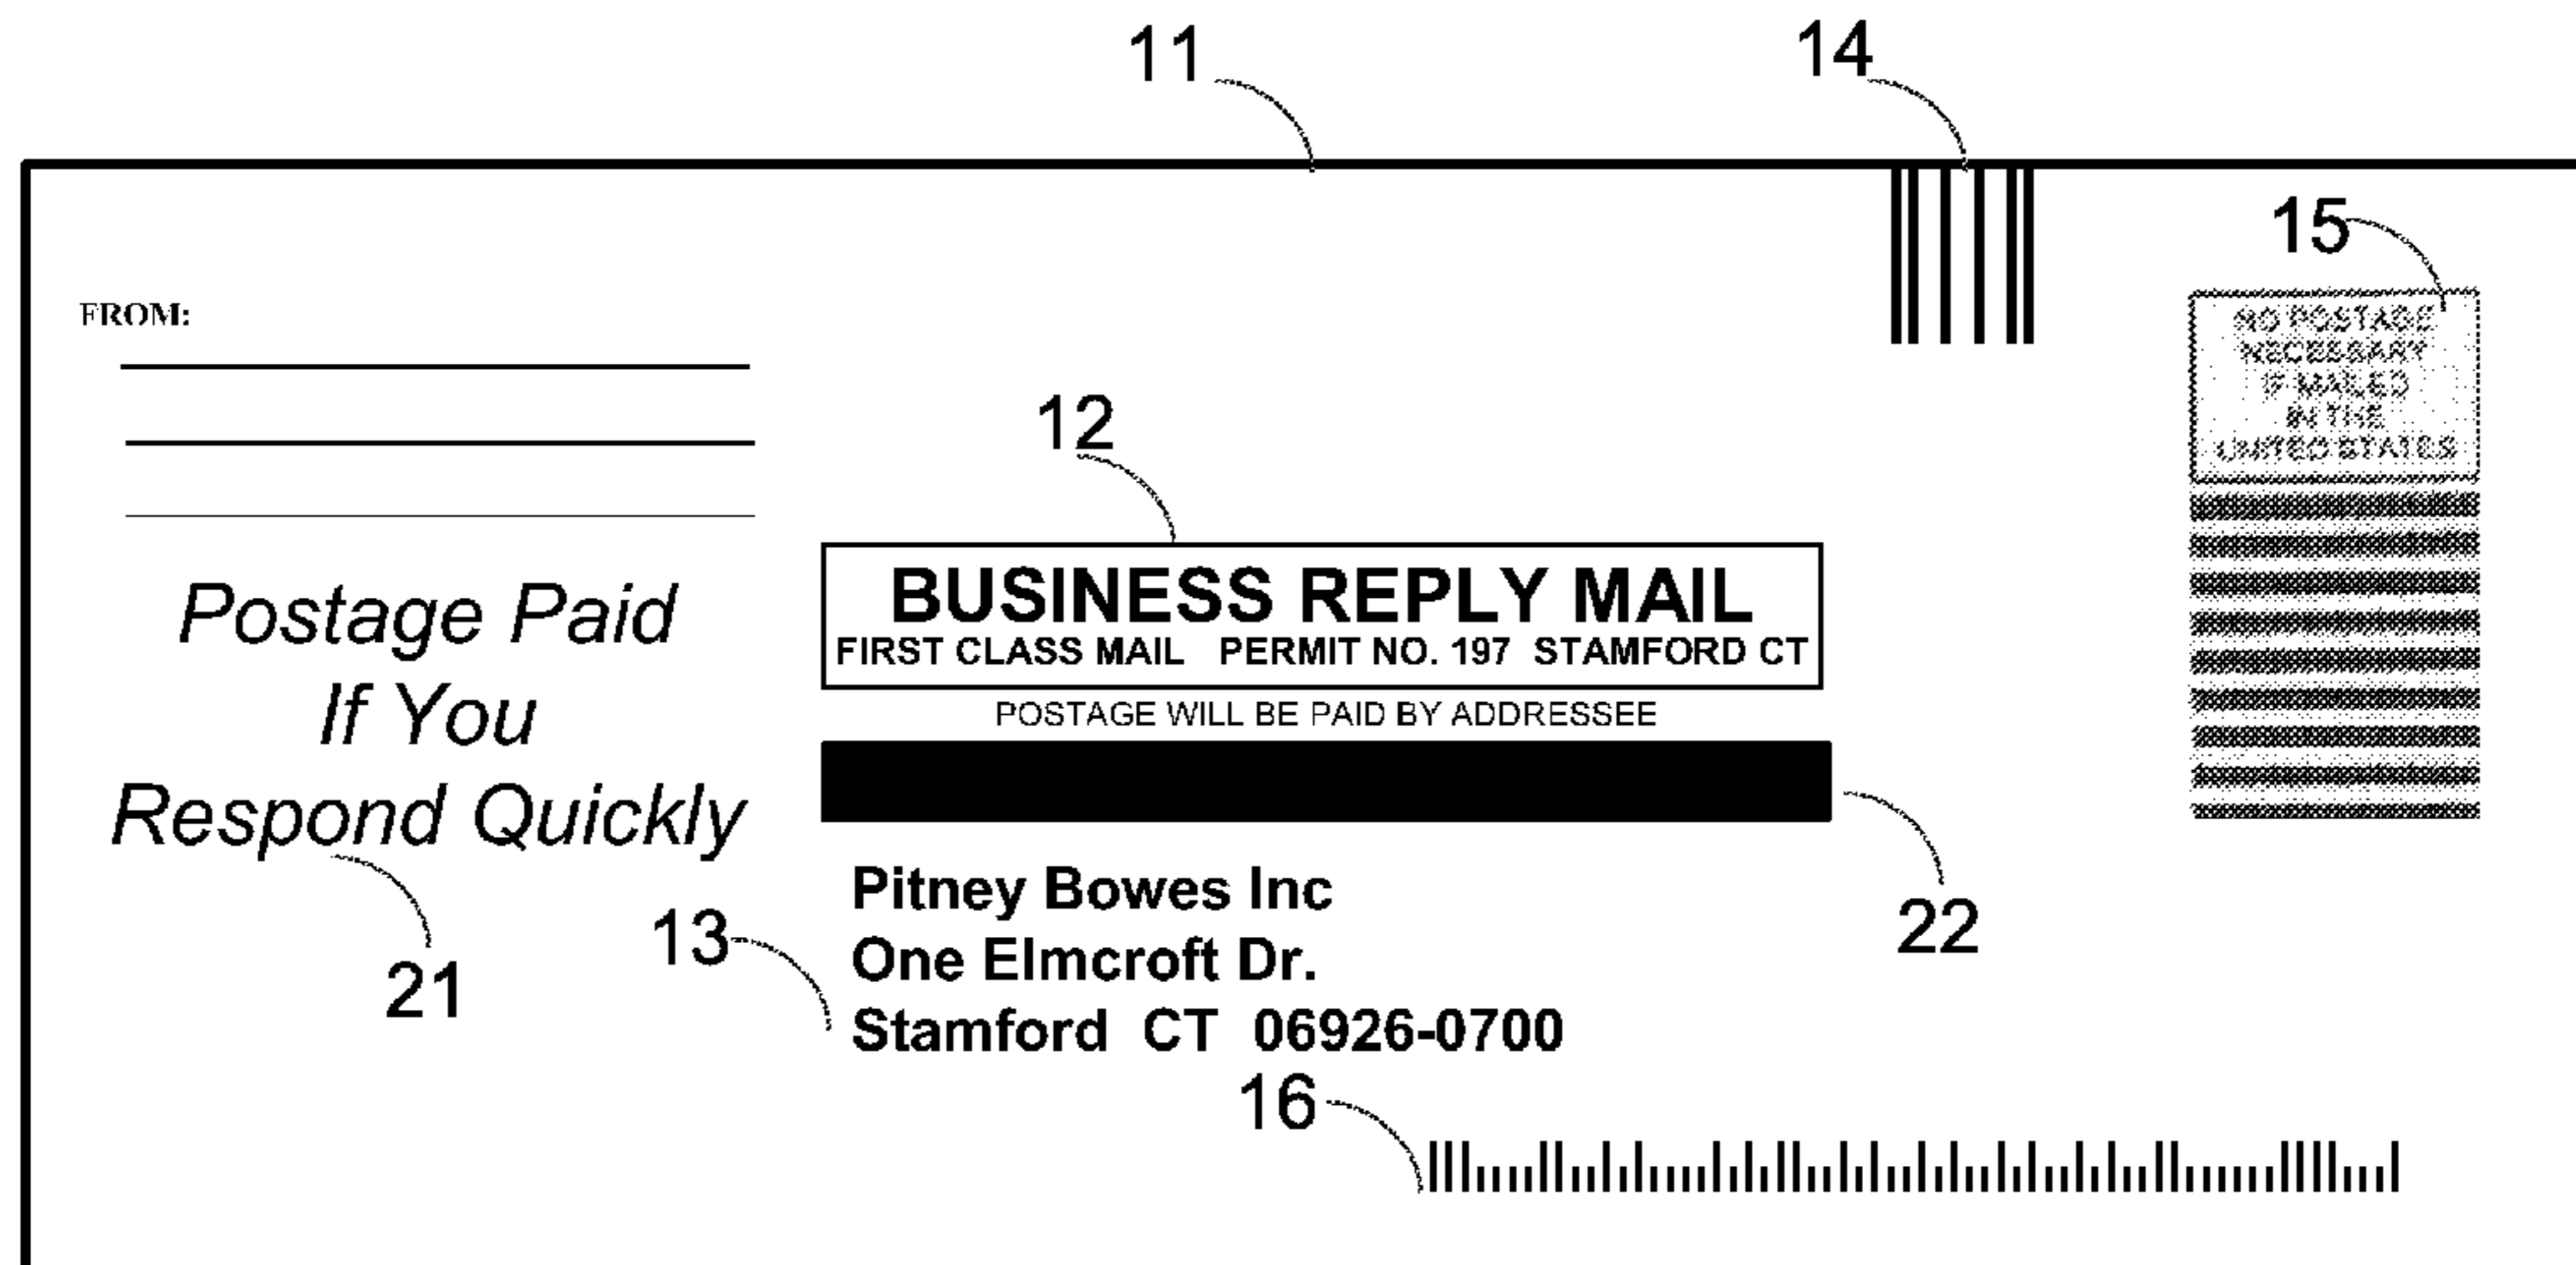 11
14
15
FROM:
NO POSTAGE
NECESSARY
IF MAILED
IN THE
UNITED STATES
12
BUSINESS REPLY MAIL
FIRST CLASS MAIL PERMIT NO. 197 STAMFORD CT
POSTAGE WILL BE PAID BY ADDRESSEE
Postage Paid
If You
Respond Quickly
21
22
13
Pitney Bowes Inc
One Elmcroft Dr.
Stamford CT 06926-0700
16